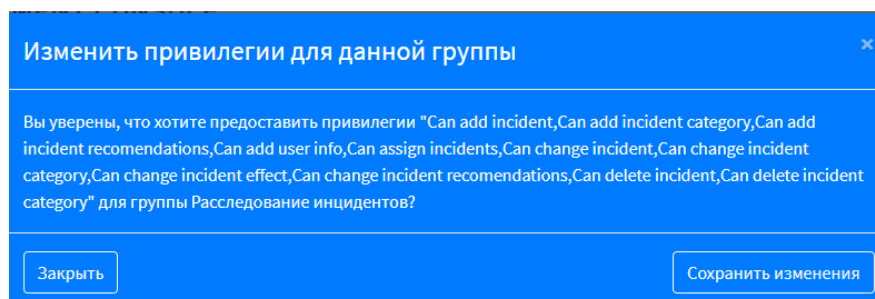 Изменить привилегии для данной группы
×
Вы уверены, что хотите предоставить привилегии "Can add incident,Can add incident category,Can add
incident recomendations,Can add user info,Can assign incidents,Can change incident,Can change incident
category,Can change incident effect,Can change incident recomendations,Can delete incident,Can delete incident
category" для группы Расследование инцидентов?
Закрыть
Сохранить изменения